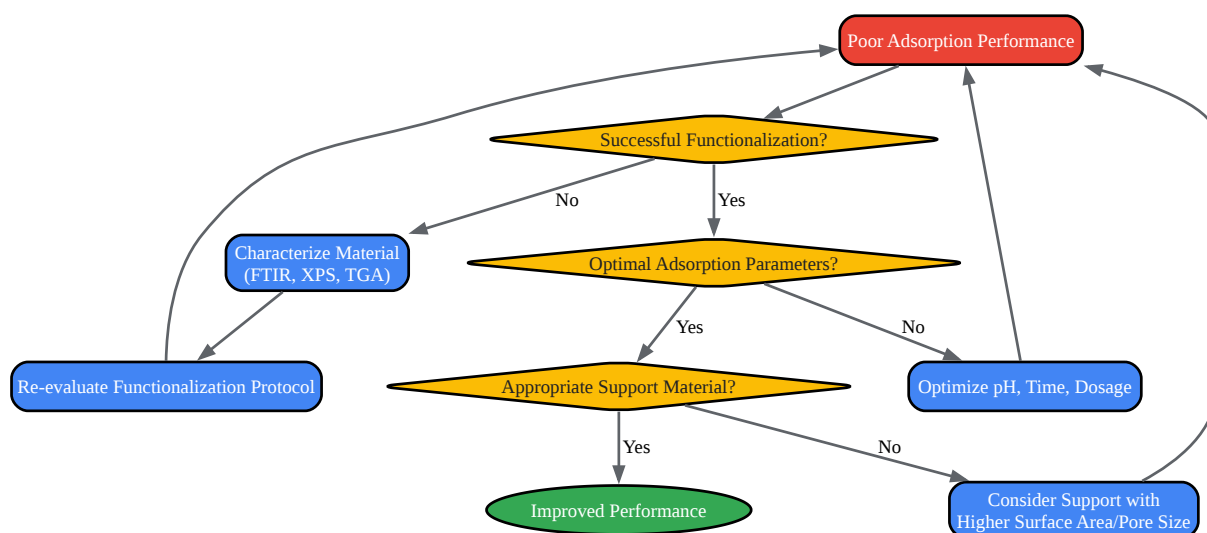 Poor Adsorption Performance
Successful Functionalization?
No
Yes
Characterize Material
(FTIR, XPS, TGA)
Optimal Adsorption Parameters?
Yes
No
Re-evaluate Functionalization Protocol
Appropriate Support Material?
Optimize pH, Time, Dosage
Yes
No
Improved Performance
Consider Support with
Higher Surface Area/Pore Size